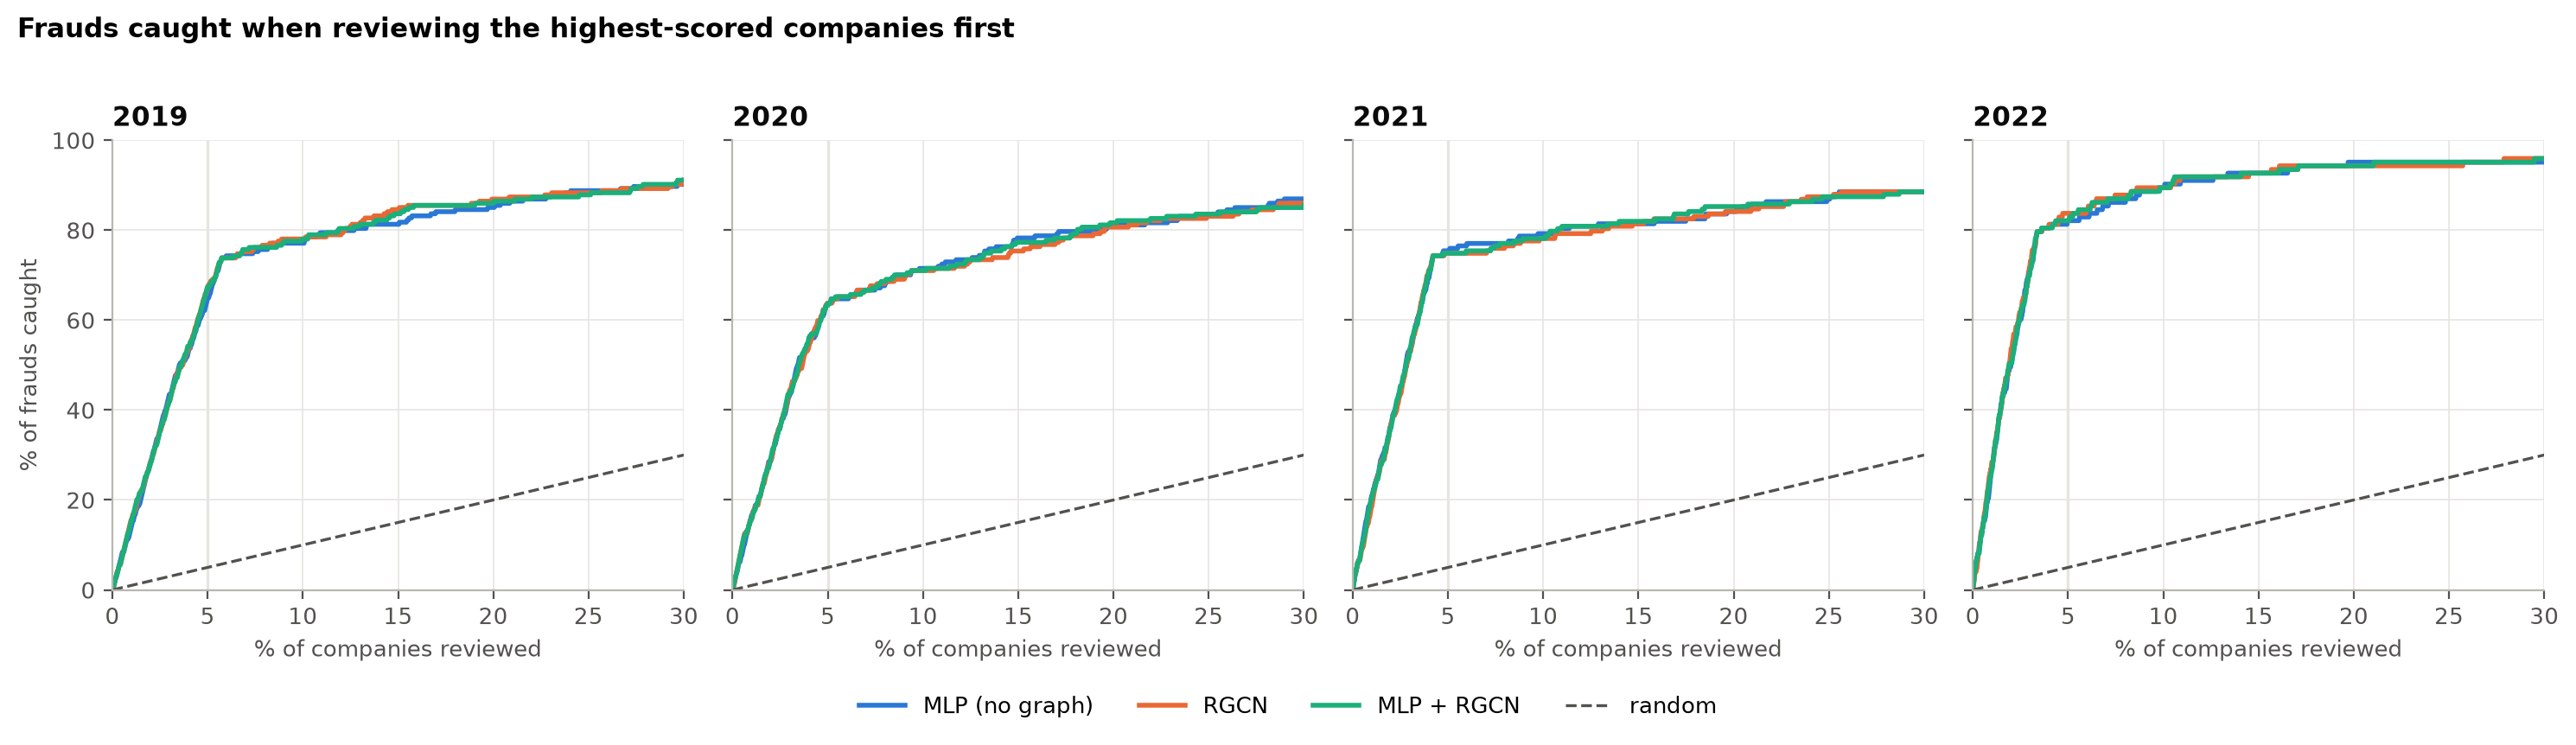 Frauds caught when reviewing the highest-scored companies first
2019
2020
2021
2022
% of frauds caught
100
80
60
40
20
0
0 5 10 15 20 25 30
0 5 10 15 20 25 30
0 5 10 15 20 25 30
0 5 10 15 20 25 30
% of companies reviewed
% of companies reviewed
% of companies reviewed
% of companies reviewed
MLP (no graph) RGCN MLP + RGCN random